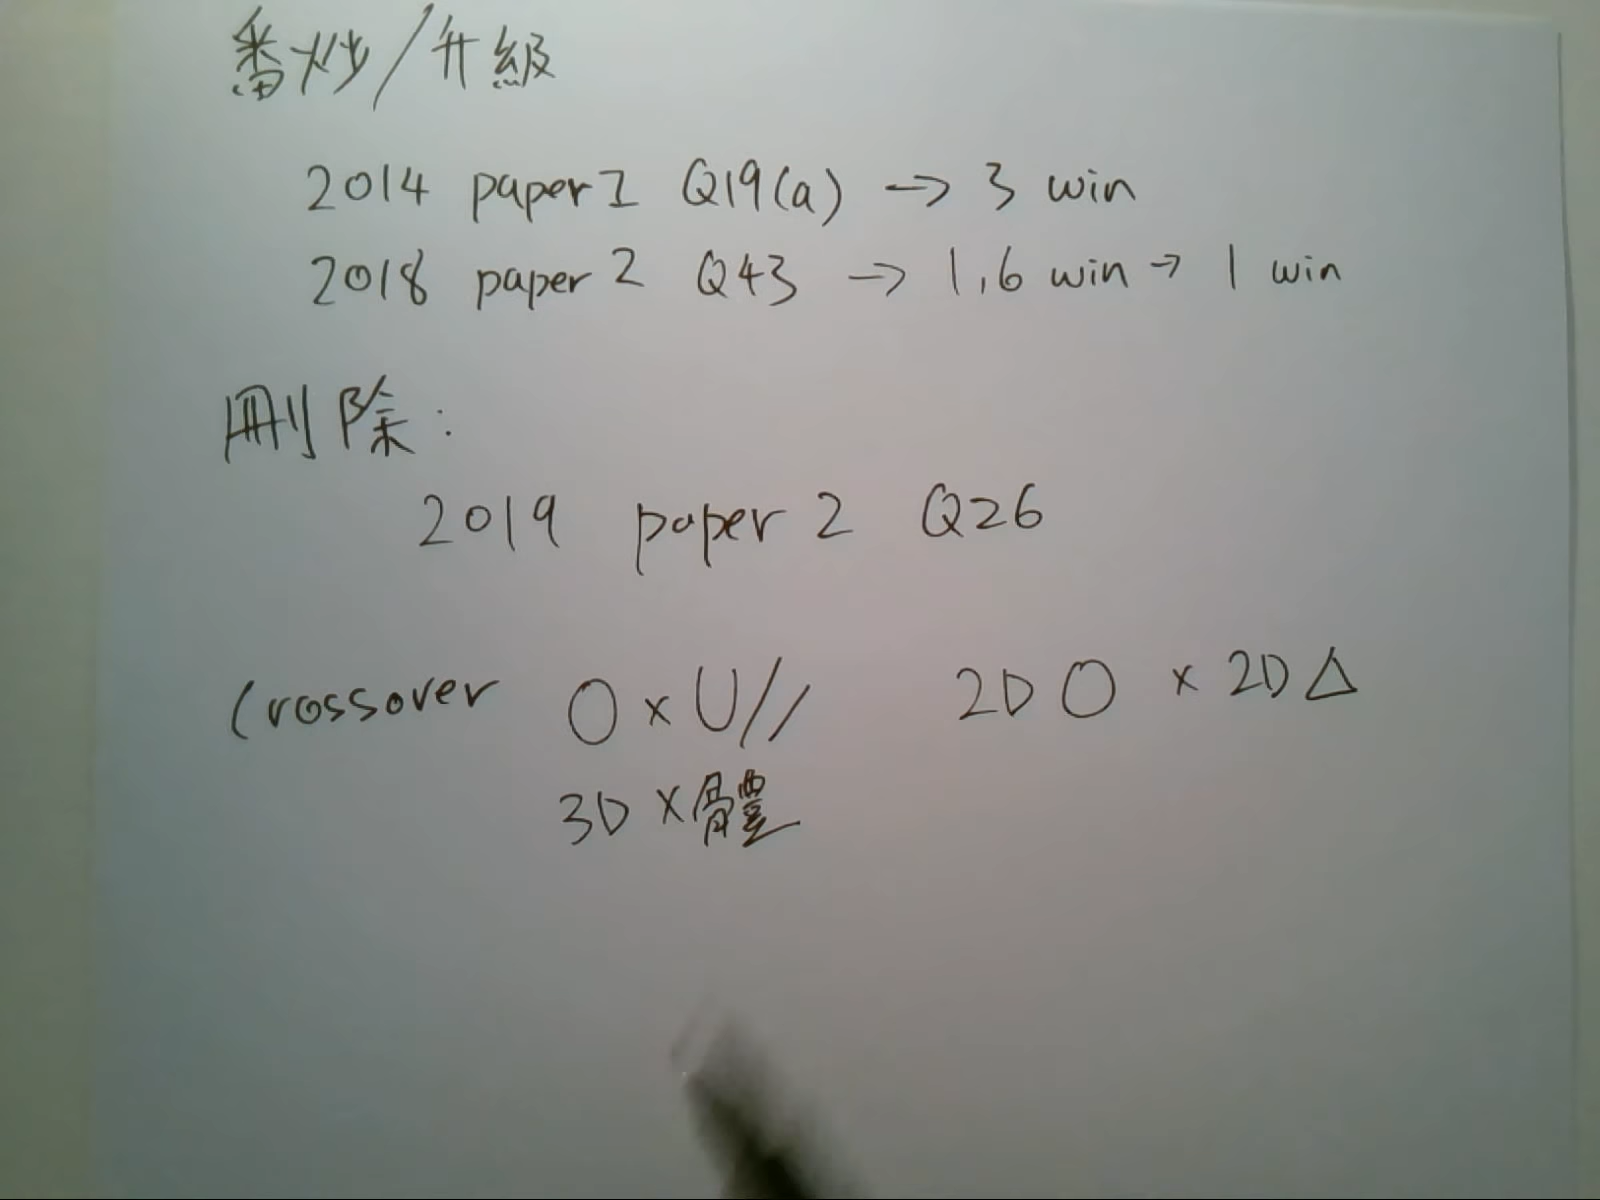 番炒/升級
2014 paper 1 Q19(a) → 3 win
2018 paper 2 Q43 → 1.6 win → 1 win
刪除:
2019 paper 2 Q26
Crossover O x U// 2D O x 2D △
3D x 體